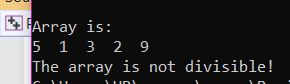 Array is:
5 1 3 2 9
The array is not divisible!